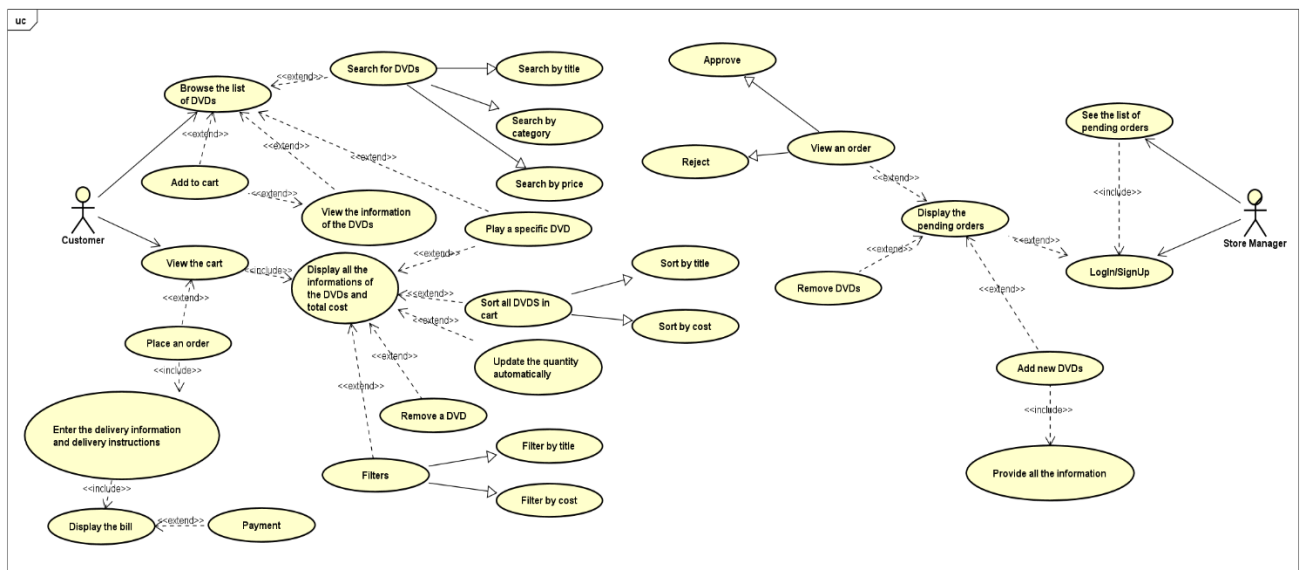 uc
Search for DVDs
Search by title
<<extend>>
Browse the list
of DVDs
Search by
category
<<extend>>
<<extend>>
<<extend>>
Add to cart
<<extend>>
Search by price
View the information
of the DVDs
Play a specific DVD
Customer
View the cart
<<include>>
<<extend>>
Display all the
informations of
the DVDs and
total cost
Sort by title
<<extend>>
Sort all DVDS in
cart
<<extend>>
Sort by cost
<<extend>>
Place an order
Update the quantity
automatically
<<extend>>
<<include>>
<<extend>>
Remove a DVD
Enter the delivery information
and delivery instructions
Filter by title
Filters
<<include>>
Filter by cost
Display the bill
<<extend>>
Payment
Approve
See the list of
pending orders
View an order
Reject
<<extend>>
<<include>>
Display the
pending orders
Store Manager
<<extend>>
<<extend>>
LogIn/SignUp
Remove DVDs
<<extend>>
Add new DVDs
<<include>>
Provide all the information